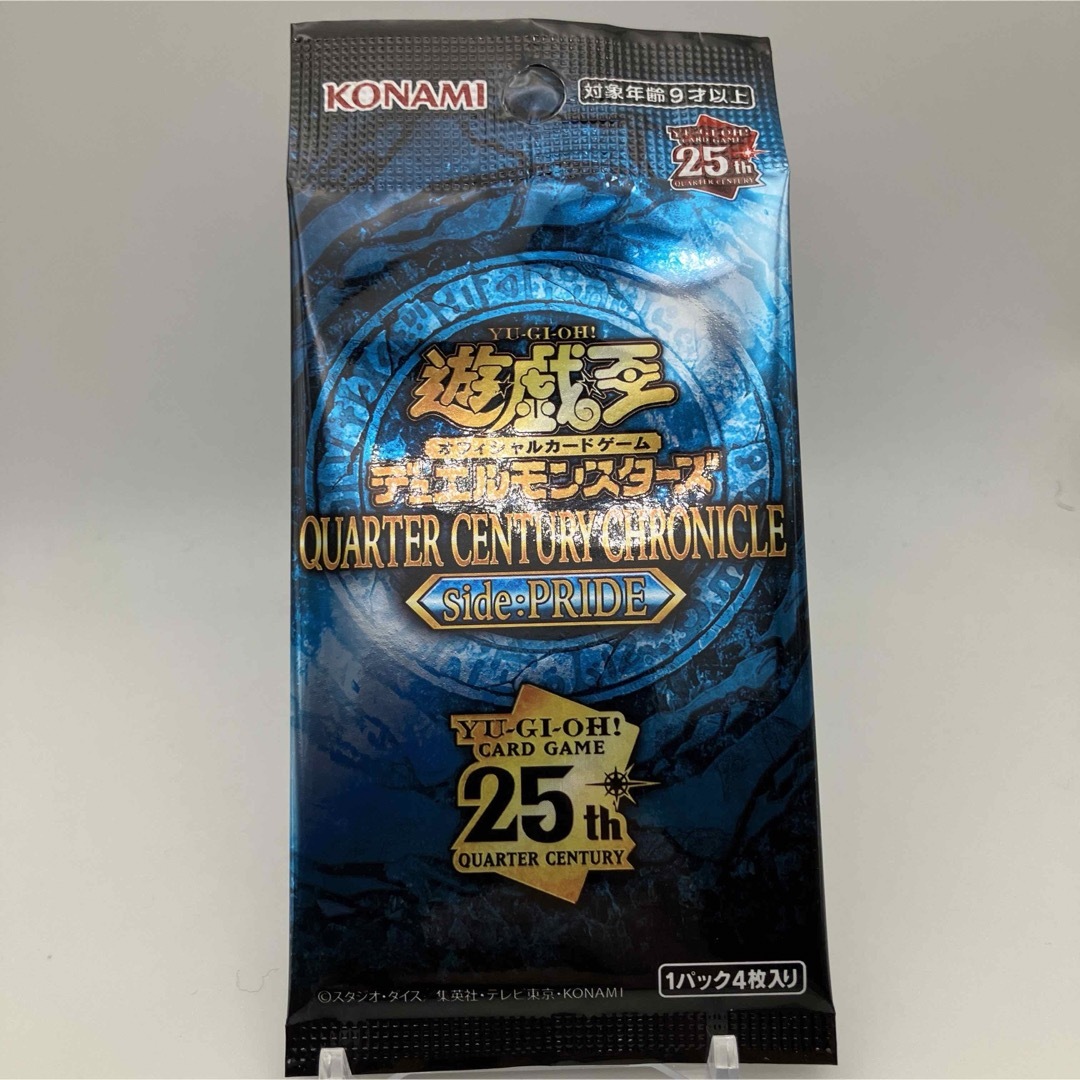 KONAMI
対象年齢9才以上
YU-GI-OH!
CARD GAME
25th
QUARTER CENTURY
YU-GI-OH!
遊☆戯☆王
オフィシャルカードゲーム
デュエルモンスターズ
QUARTER CENTURY CHRONICLE
side:PRIDE
YU-GI-OH!
CARD GAME
25th
QUARTER CENTURY
1パック4枚入り
©スタジオ・ダイス/集英社・テレビ東京・KONAMI